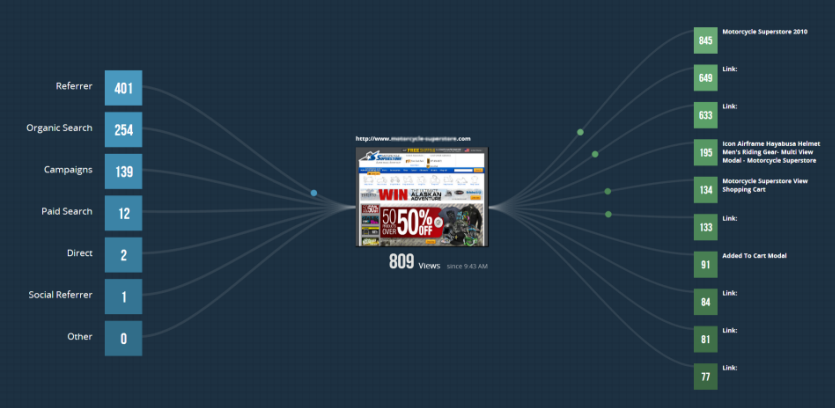 Referrer 401
Organic Search 254
Campaigns 139
Paid Search 12
Direct 2
Social Referrer 1
Other 0
http://www.motorcycle-superstore.com
WIN
ALASKAN
ADVENTURE
50
50%
OFF
OVER
809 Views since 9:43 AM
845 Motorcycle Superstore 2010
649 Link:
633 Link:
195 Icon Airframe Hayabusa Helmet
Men's Riding Gear- Multi View
Model - Motorcycle Superstore
134 Motorcycle Superstore View
Shopping Cart
133 Link:
91 Added To Cart Model
84 Link:
81 Link:
77 Link: